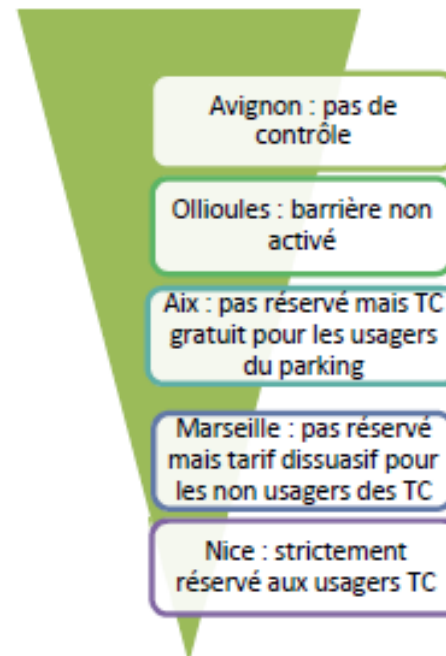 Avignon : pas de
contrôle
Ollioules : barrière non
activé
Aix : pas réservé mais TC
gratuit pour les usagers
du parking
Marseille : pas réservé
mais tarif dissuasif pour
les non usagers des TC
Nice : strictement
réservé aux usagers TC